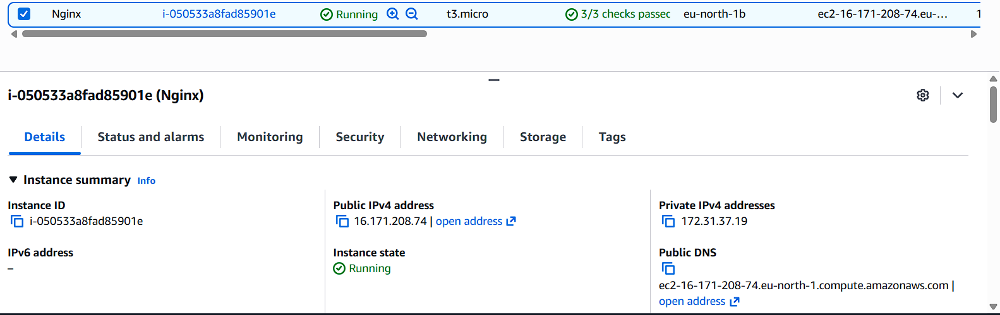 Nginx i-050533a8fad85901e Running t3.micro 3/3 checks passec eu-north-1b ec2-16-171-208-74.eu-... 1
i-050533a8fad85901e (Nginx)
Details Status and alarms Monitoring Security Networking Storage Tags
Instance summary Info
Instance ID
i-050533a8fad85901e
Public IPv4 address
16.171.208.74 | open address
Private IPv4 addresses
172.31.37.19
IPv6 address
–
Instance state
Running
Public DNS
ec2-16-171-208-74.eu-north-1.compute.amazonaws.com |
open address